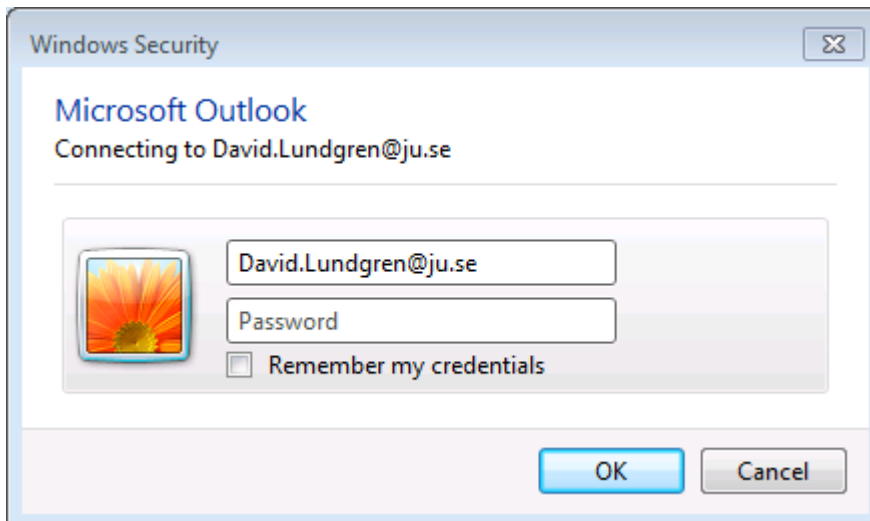 Windows Security
Microsoft Outlook
Connecting to David.Lundgren@ju.se
David.Lundgren@ju.se
Password
Remember my credentials
OK Cancel